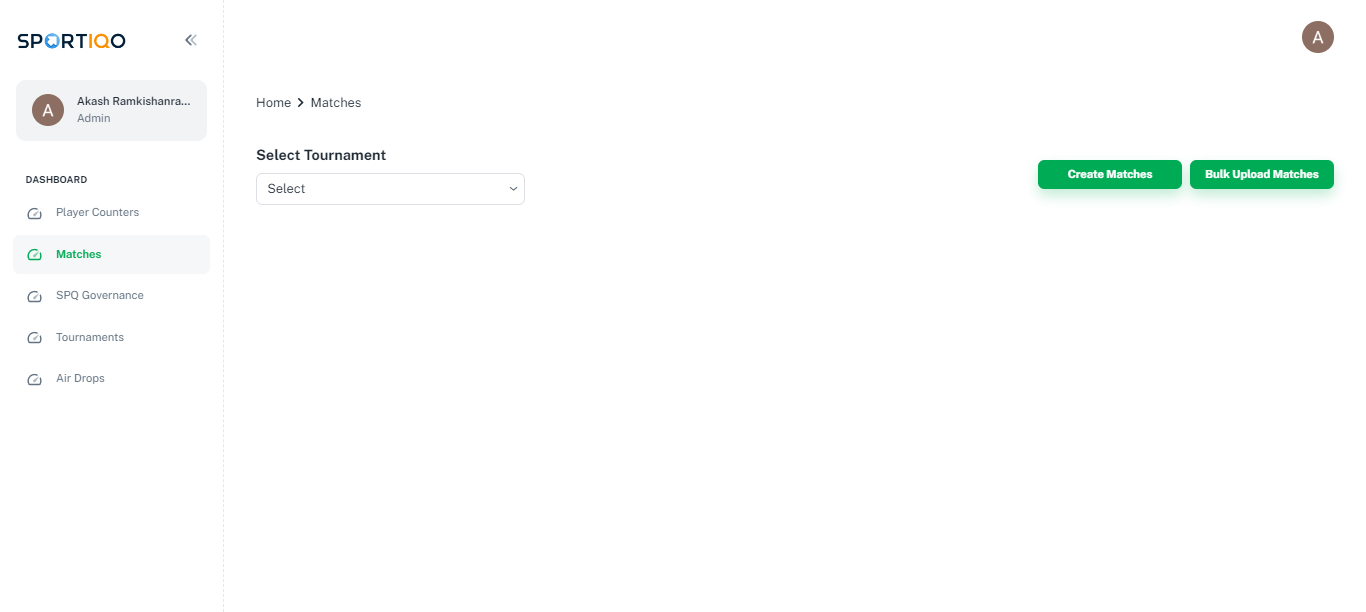 SPORTIQO
A
A
Akash Ramkishanra...
Admin
Home > Matches
Select Tournament
Select
Create Matches
Bulk Upload Matches
DASHBOARD
Player Counters
Matches
SPQ Governance
Tournaments
Air Drops